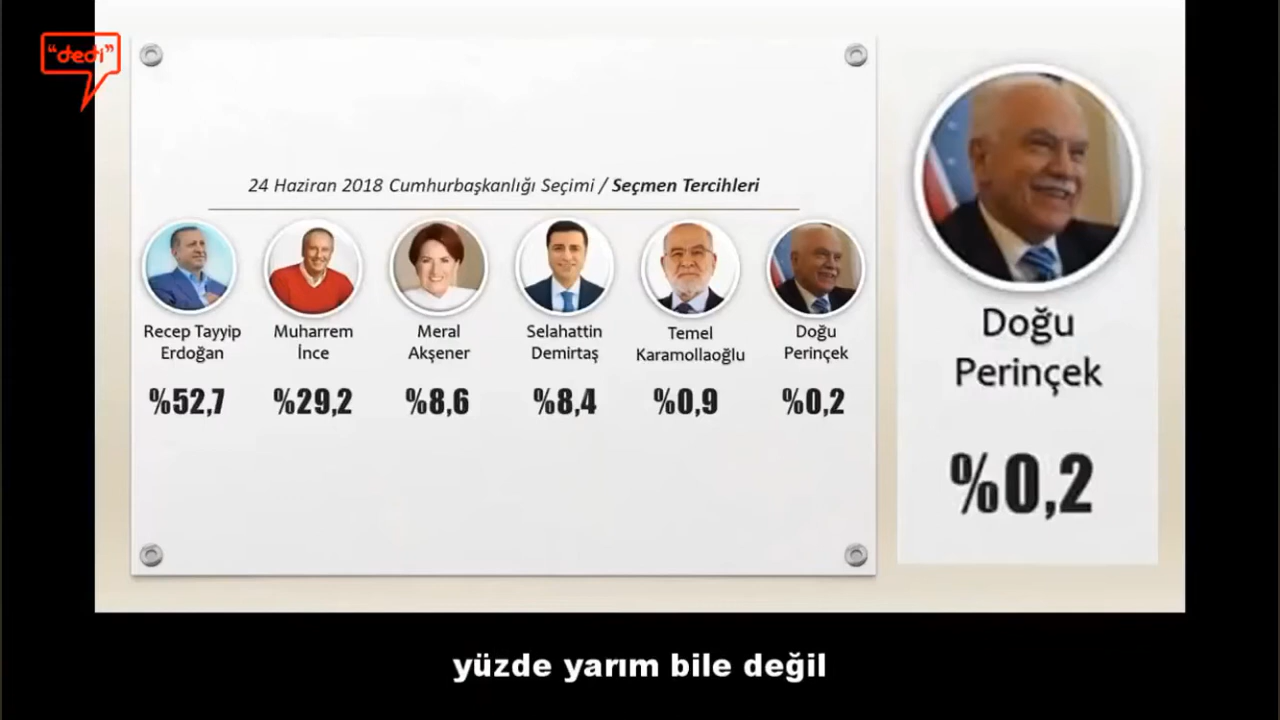 "dedi"
24 Haziran 2018 Cumhurbaşkanlığı Seçimi / Seçmen Tercihleri
Recep Tayyip
Erdoğan
%52,7
Muharrem
İnce
%29,2
Meral
Akşener
%8,6
Selahattin
Demirtaş
%8,4
Temel
Karamollaoğlu
%0,9
Doğu
Perinçek
%0,2
Doğu
Perinçek
%0,2
yüzde yarım bile değil